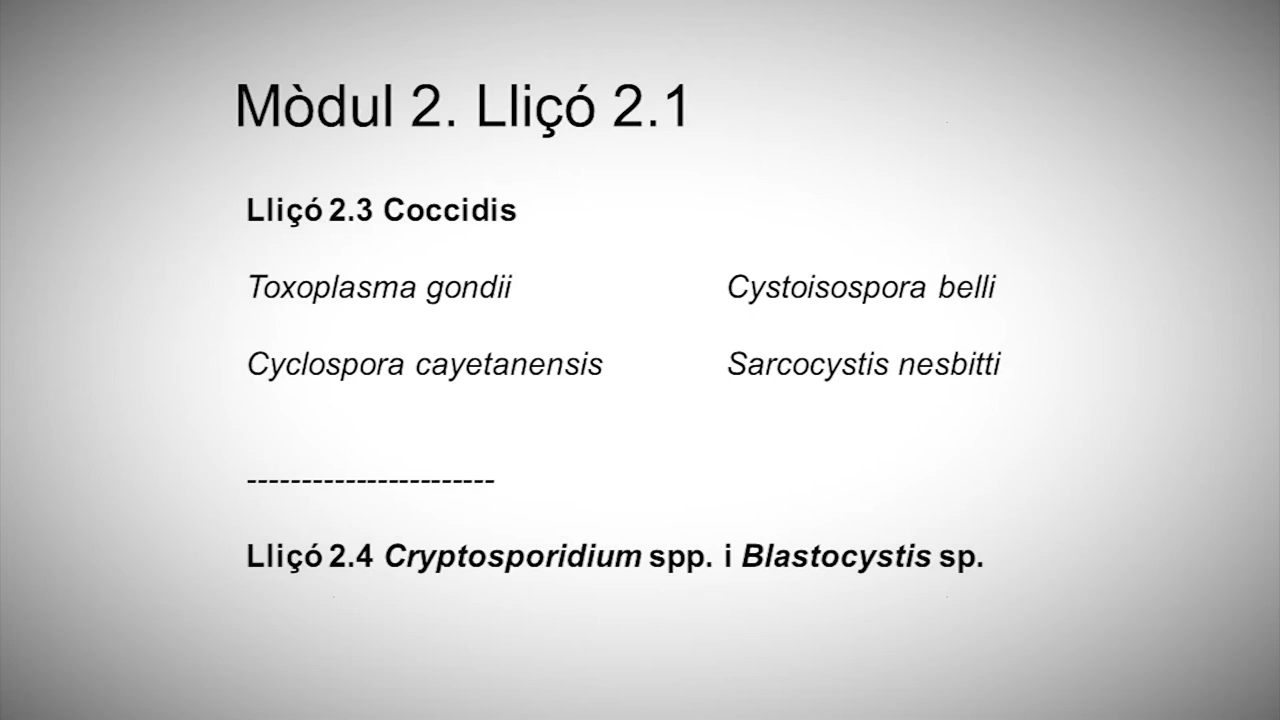 Mòdul 2. Lliçó 2.1
Lliçó 2.3 Coccidis
Toxoplasma gondii Cystoisospora belli
Cyclospora cayetanensis Sarcocystis nesbitti
-----------------------
Lliçó 2.4 Cryptosporidium spp. i Blastocystis sp.